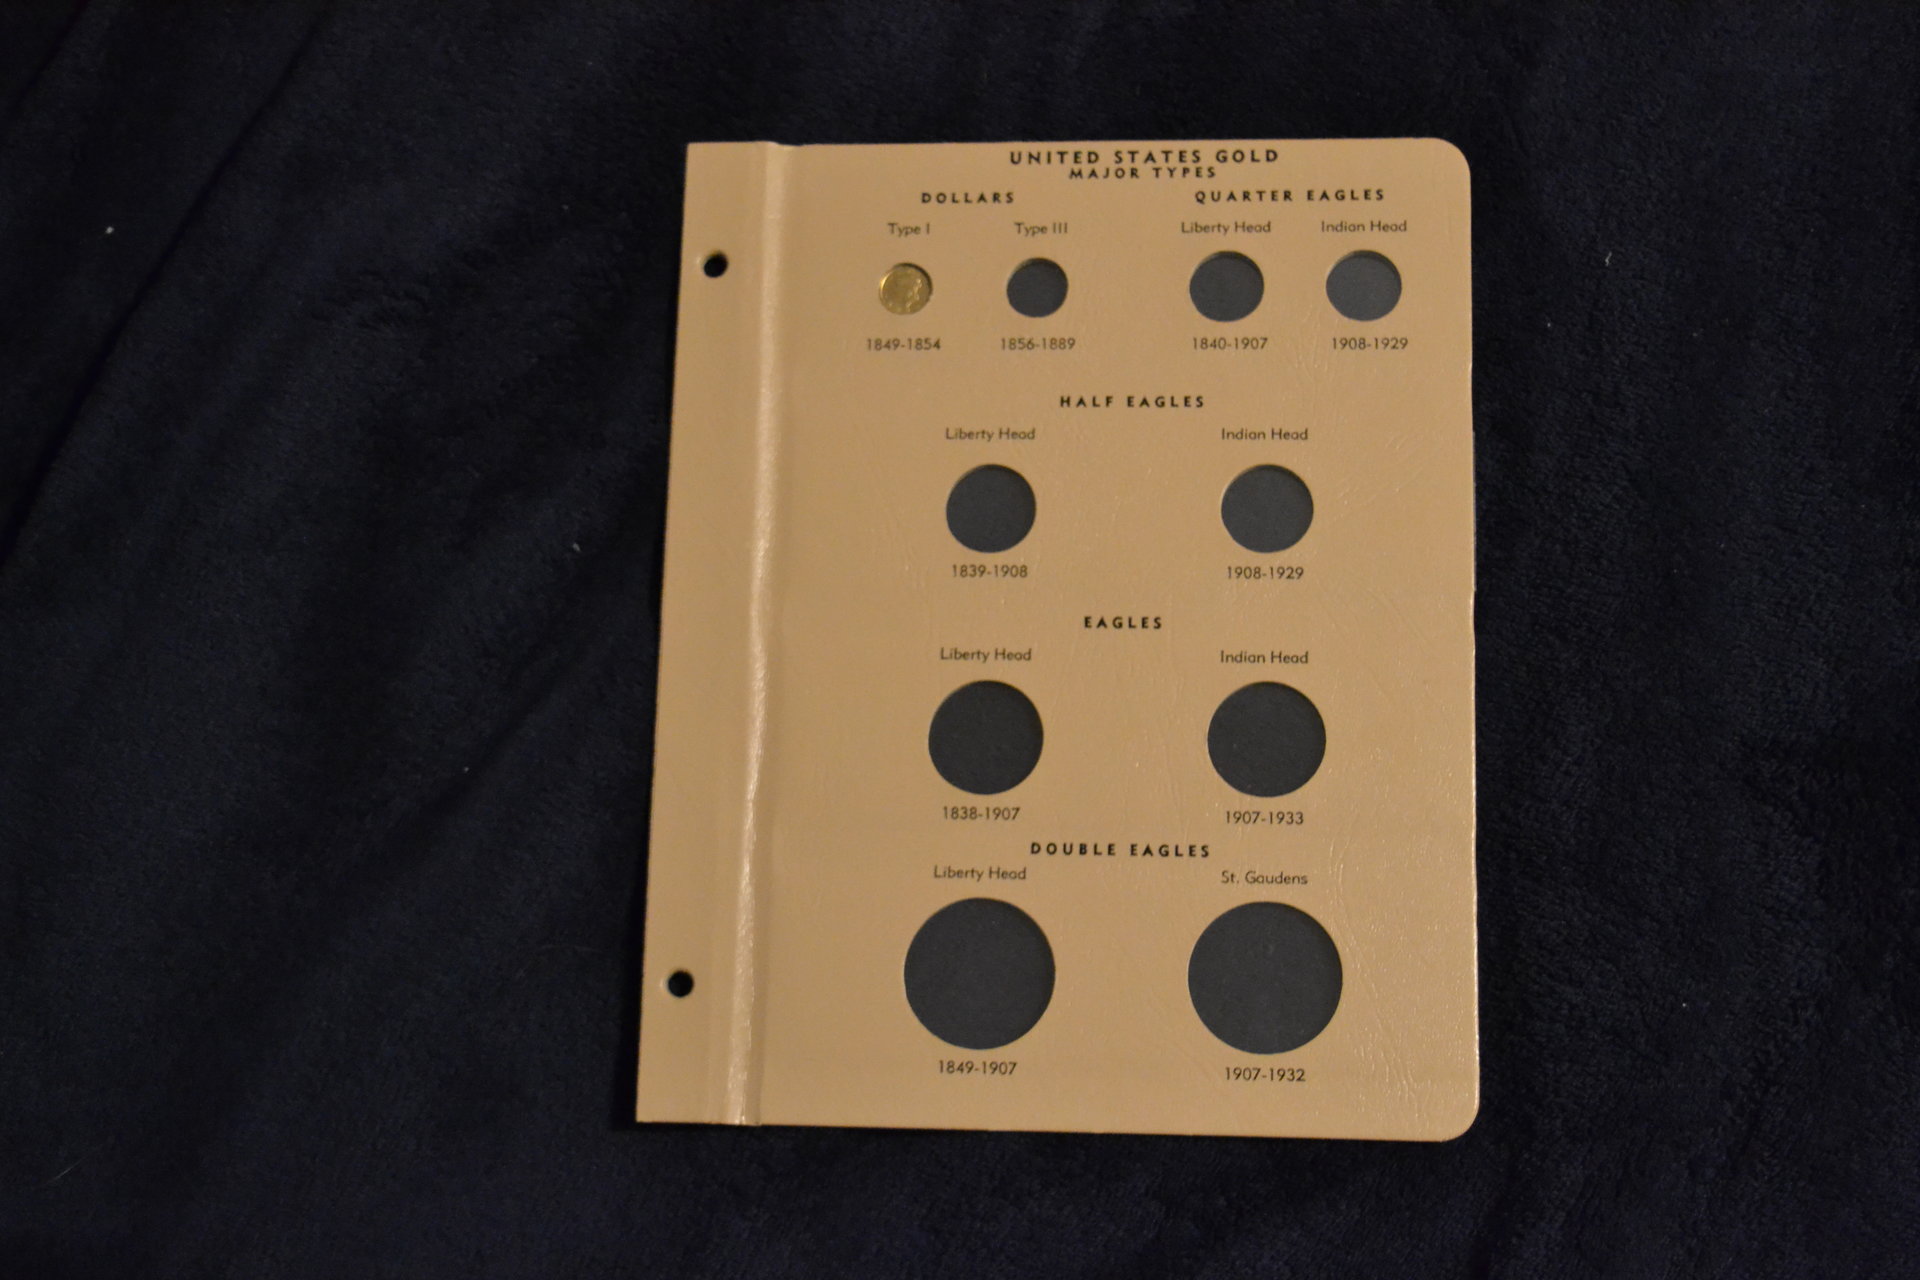 UNITED STATES GOLD
MAJOR TYPES
DOLLARS QUARTER EAGLES
Type I Type III Liberty Head Indian Head
1849-1854 1856-1889 1840-1907 1908-1929
HALF EAGLES
Liberty Head Indian Head
1839-1908 1908-1929
EAGLES
Liberty Head Indian Head
1838-1907 1907-1933
DOUBLE EAGLES
Liberty Head St. Gaudens
1849-1907 1907-1932